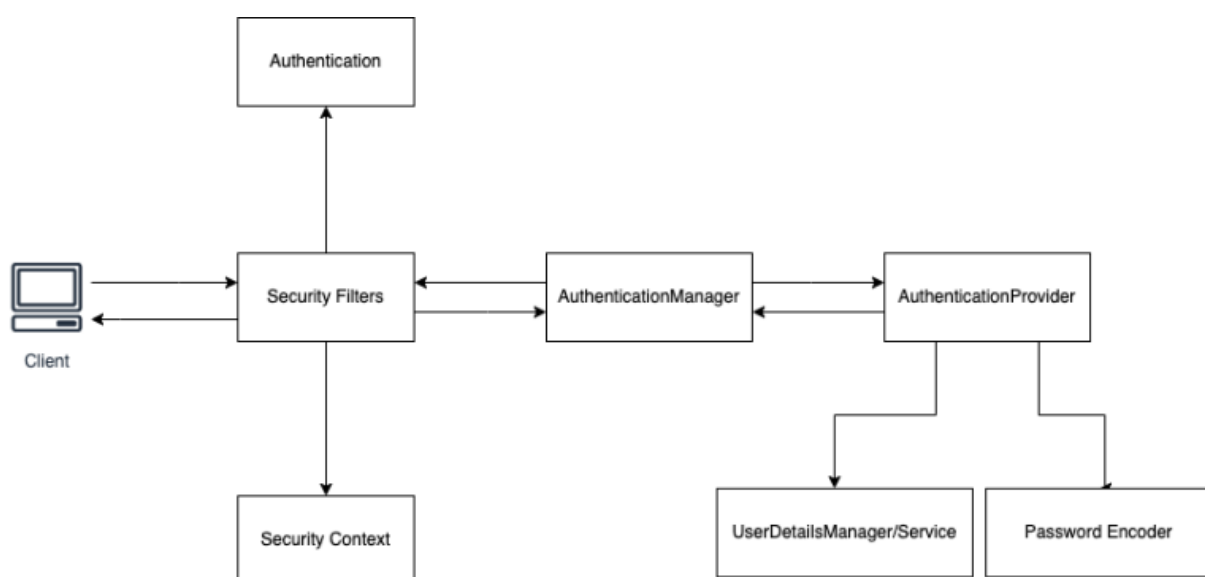 Authentication
Security Filters
AuthenticationManager
AuthenticationProvider
Client
Security Context
UserDetailsManager/Service
Password Encoder